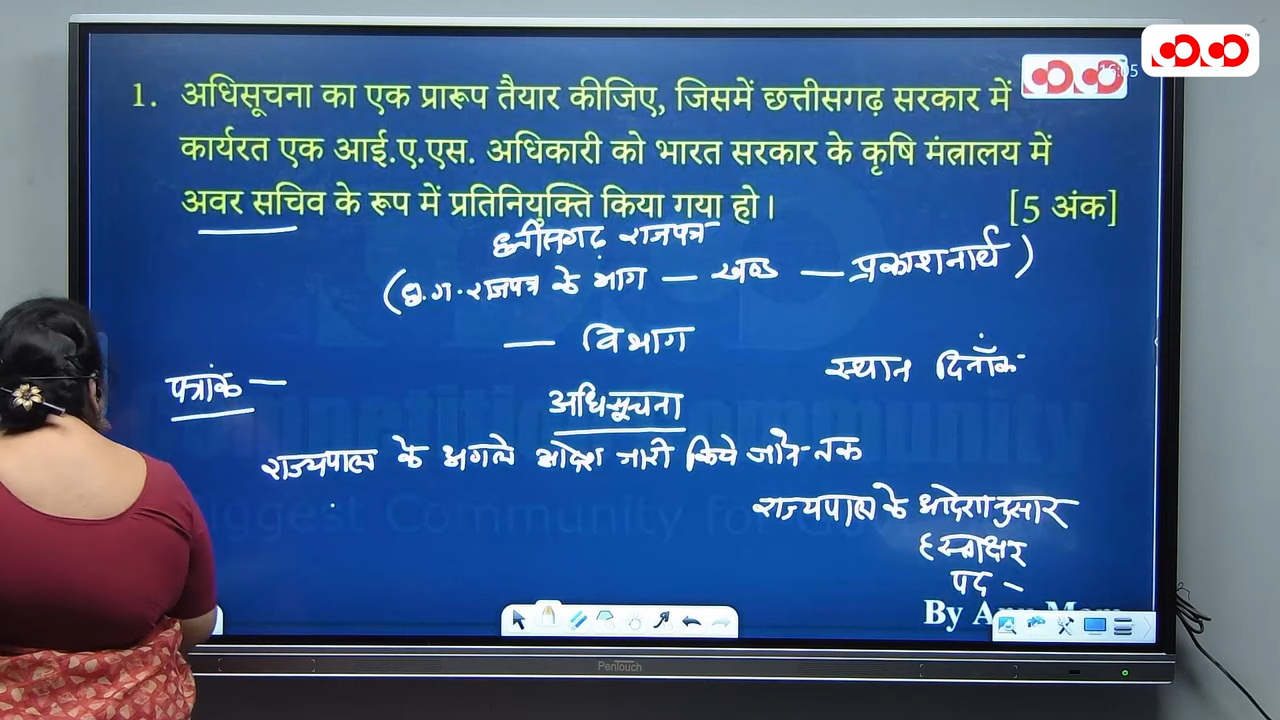 1. अधिसूचना का एक प्रारूप तैयार कीजिए, जिसमें छत्तीसगढ़ सरकार में
कार्यरत एक आई.ए.एस. अधिकारी को भारत सरकार के कृषि मंत्रालय में
अवर सचिव के रूप में प्रतिनियुक्ति किया गया हो। [5 अंक]
छत्तीसगढ़ राजपत्र
(छ.ग. राजपत्र के भाग — खण्ड — प्रकाशनार्थ)
— विभाग
स्थान दिनाँक
पत्रांक —
अधिसूचना
राज्यपाल के अगले आदेश जारी किये जाने तक
राज्यपाल के आदेशानुसार
हस्ताक्षर
पद -
By
Community
Pentouch